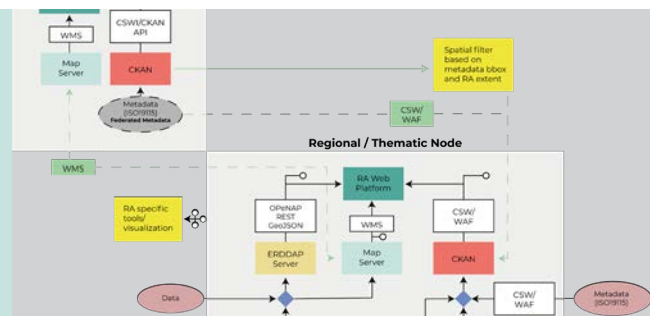 WMS
CSWI/CKAN
API
Map
Server
CKAN
Spatial filter
based on
metadata bbox
and RA extent
Metadata
(ISO19115)
Federated Metadata
CSW/
WAF
Regional / Thematic Node
WMS
RA Web
Platform
RA specific
tools/
visualization
OPeNAP
REST
GeoJSON
WMS
CSW/
WAF
ERDDAP
Server
Map
Server
CKAN
Data
CSW/
WAF
Metadata
(ISO19115)